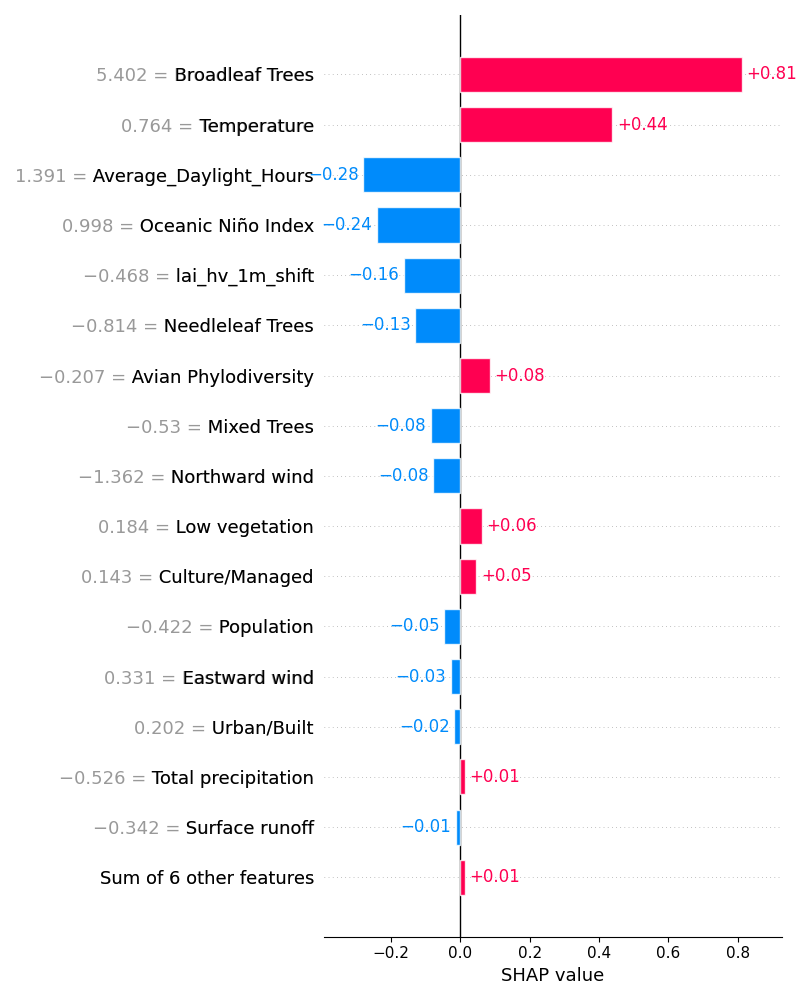 5.402 = Broadleaf Trees +0.81
0.764 = Temperature +0.44
1.391 = Average_Daylight_Hours −0.28
0.998 = Oceanic Niño Index −0.24
−0.468 = lai_hv_1m_shift −0.16
−0.814 = Needleleaf Trees −0.13
−0.207 = Avian Phylodiversity +0.08
−0.53 = Mixed Trees −0.08
−1.362 = Northward wind −0.08
0.184 = Low vegetation +0.06
0.143 = Culture/Managed +0.05
−0.422 = Population −0.05
0.331 = Eastward wind −0.03
0.202 = Urban/Built −0.02
−0.526 = Total precipitation +0.01
−0.342 = Surface runoff −0.01
Sum of 6 other features +0.01
−0.2 0.0 0.2 0.4 0.6 0.8
SHAP value